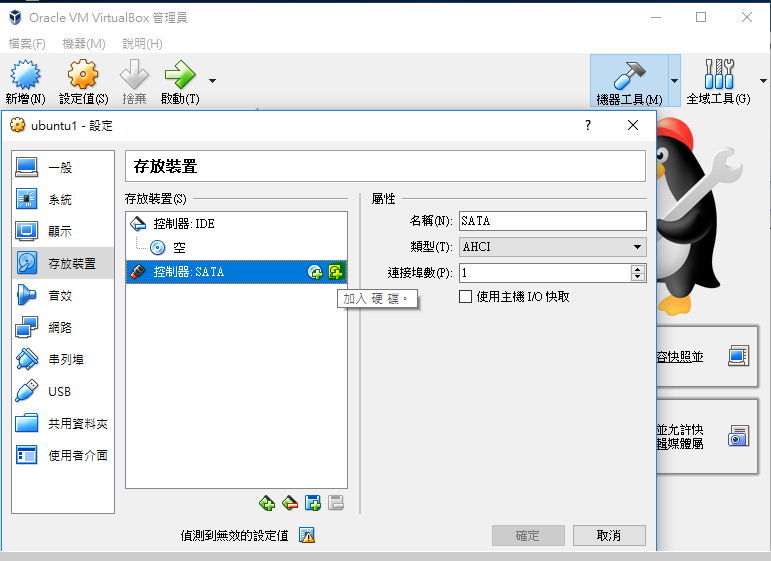 Oracle VM VirtualBox 管理員
檔案(F) 機器(M) 說明(H)
新增(N) 設定值(S) 捨棄 啟動(T) 機器工具(M) 全域工具(G)
ubuntu1 - 設定
一般
系統
顯示
存放裝置
音效
網路
串列埠
USB
共用資料夾
使用者介面
存放裝置
存放裝置(S)
控制器: IDE
空
控制器: SATA
加入 硬 碟。
屬性
名稱(N): SATA
類型(T): AHCI
連接埠數(P): 1
使用主機 I/O 快取
容快照並
並允許快
輯媒體屬
偵測到無效的設定值
確定 取消